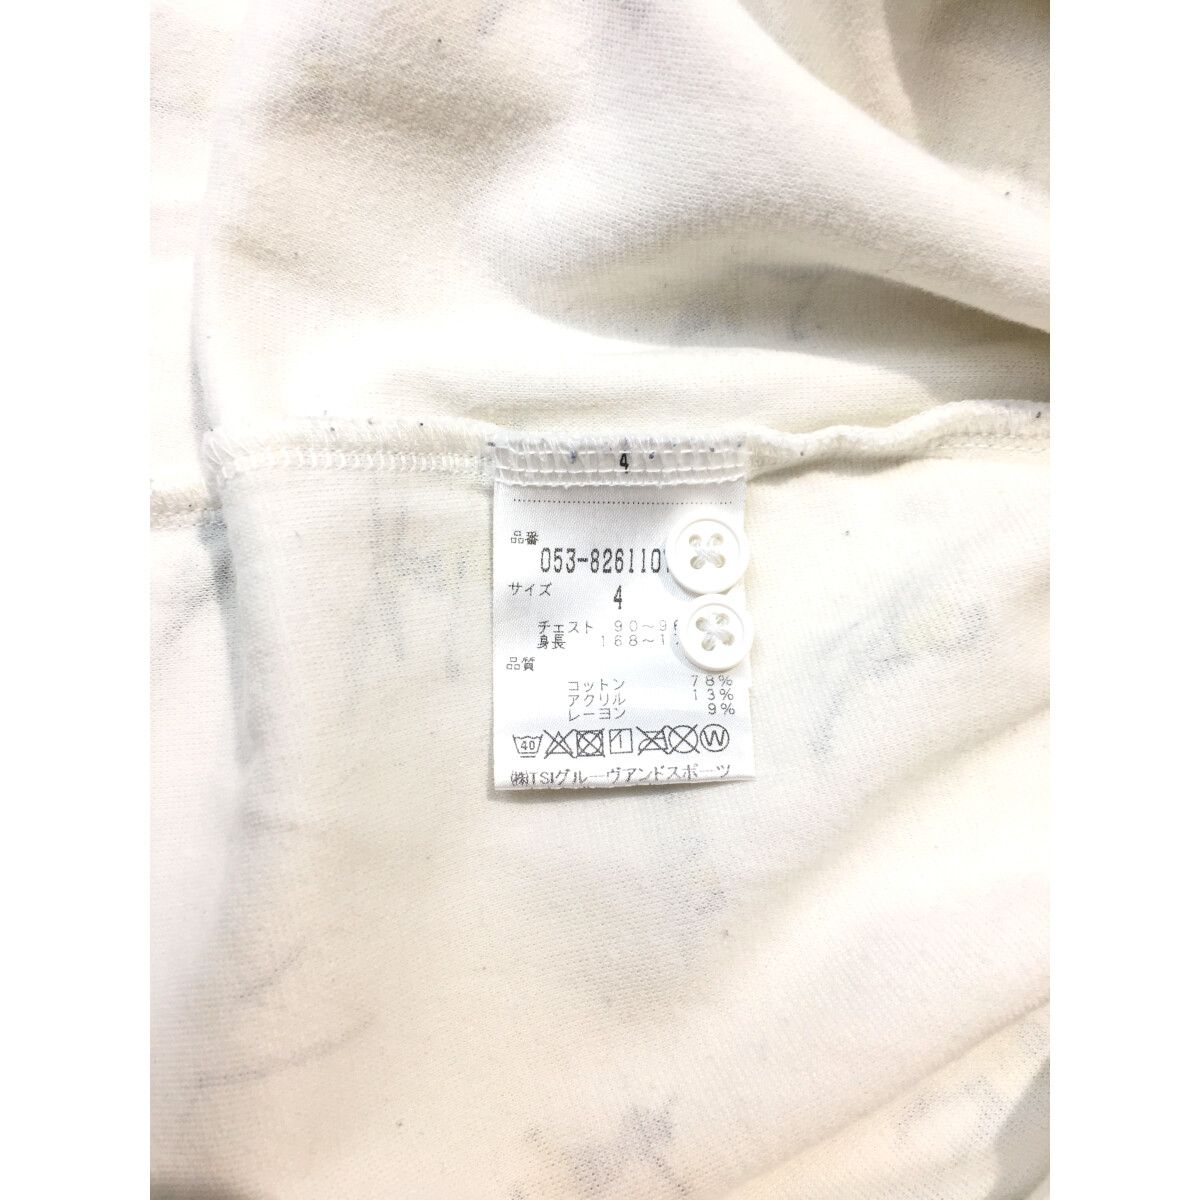 4
品番
053-826110
サイズ
4
チェスト 90～96
身長 168～1
品質
コットン 78%
アクリル 13%
レーヨン 9%
40 W
㈱TSIグルーヴアンドスポーツ